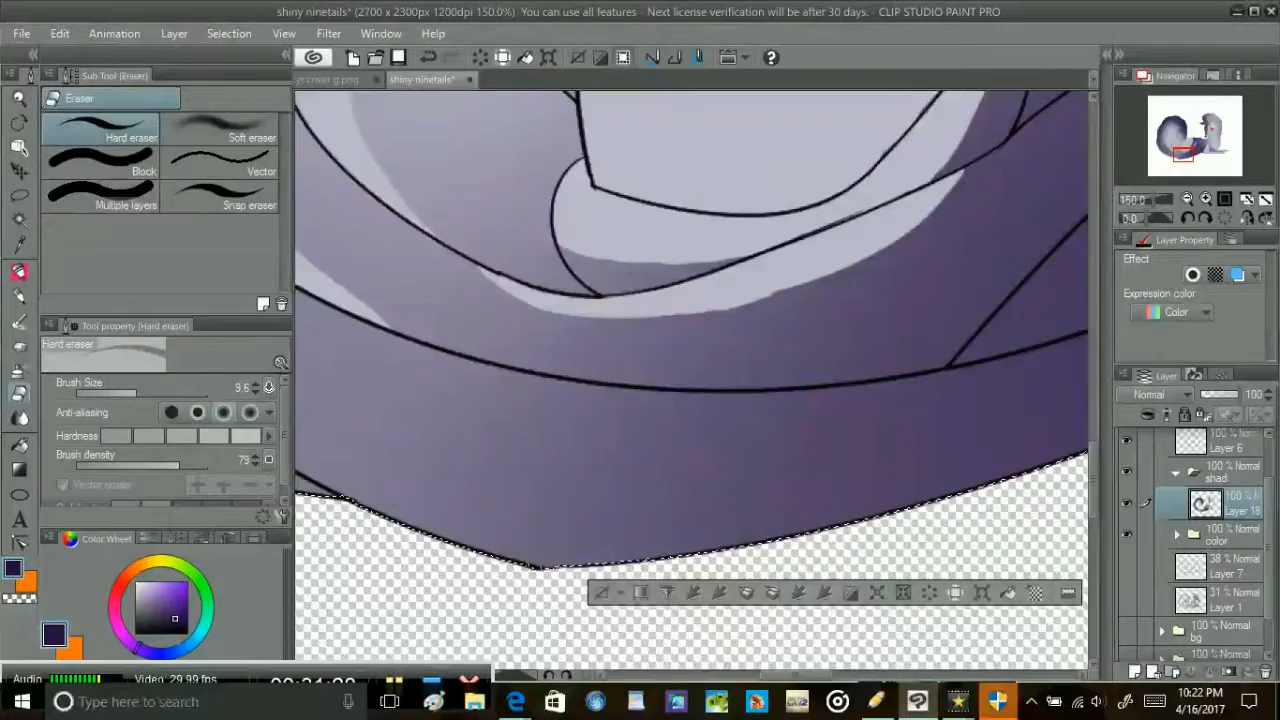 shiny ninetails* (2700 x 2300px 1200dpi 150.0%) You can use all features - Next license verification will be after 30 days. - CLIP STUDIO PAINT PRO
File Edit Animation Layer Selection View Filter Window Help
Sub Tool [Eraser]
shiny ninetails*
Navigator
Eraser
Hard eraser Soft eraser
Block Vector
Multiple layers Snap eraser
150.0
0.0
Layer Property
Effect
Expression color
Color
Tool property [Hard eraser]
Hard eraser
Brush Size 9.6
Anti-aliasing
Hardness
Brush density 79
Vector eraser
Layer
Normal 100
Layer 6
100 % Normal
shad
Layer 18
100 % Normal
color
38 % Normal
Layer 7
31 % Normal
Layer 1
100 % Normal
bg
Color Wheel
Audio Video: 29.99 fps
Type here to search
10:22 PM
4/16/2017